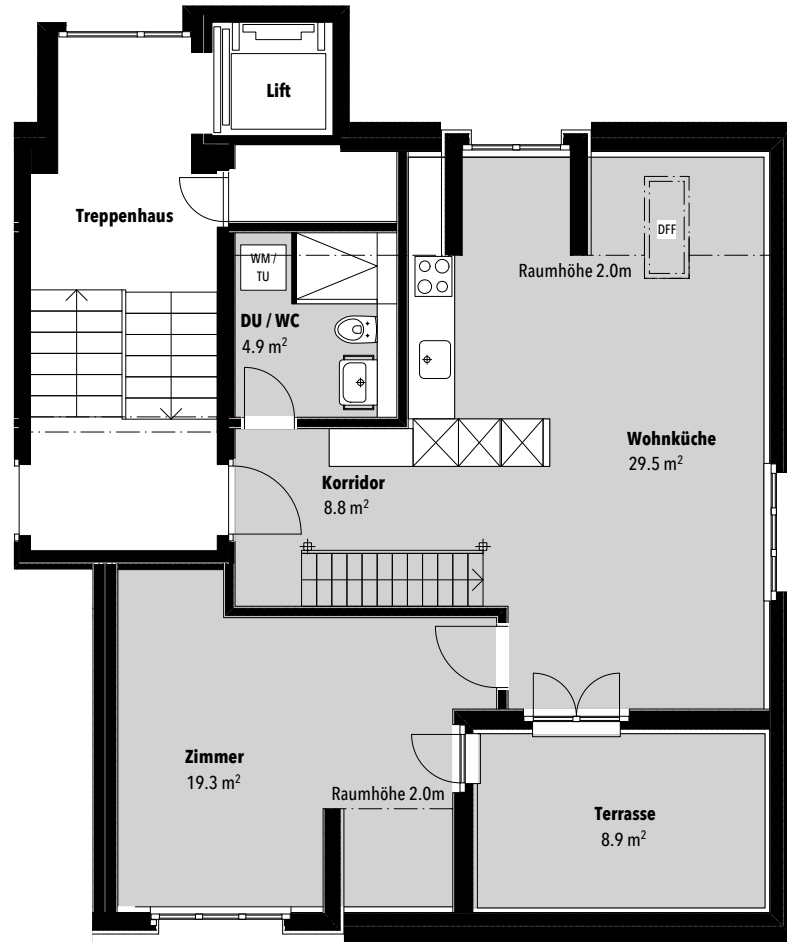 Lift
Treppenhaus
DFF
WM /
TU
Raumhöhe 2.0m
DU / WC
4.9 m²
Wohnküche
29.5 m²
Korridor
8.8 m²
Zimmer
19.3 m²
Raumhöhe 2.0m
Terrasse
8.9 m²